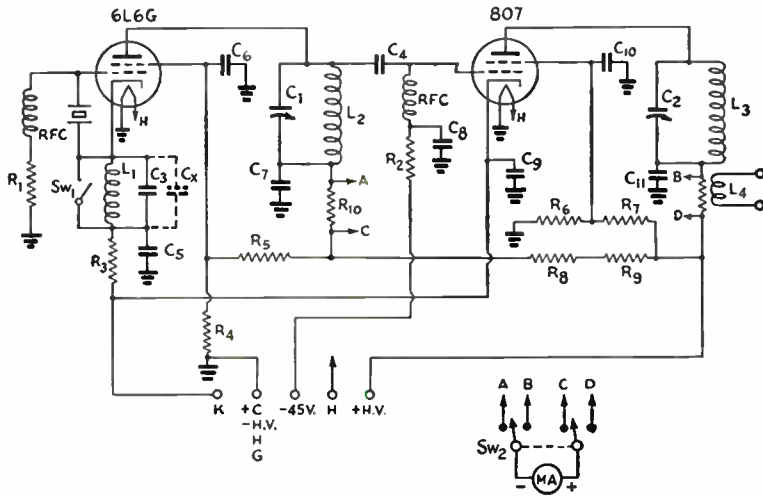 6L6G
807
C6
C10
C4
C1
L2
H
RFC
RFC
H
C2
L3
R1
Sw1
L1
C3
Cx
C7
R2
C8
C9
C11
B
L4
A
R10
C
R6
R7
D
R3
C5
R5
R8
R9
R4
K
+C
-H.V.
H
G
-45V.
H
+H.V.
A
B
C
D
Sw2
-
MA
+